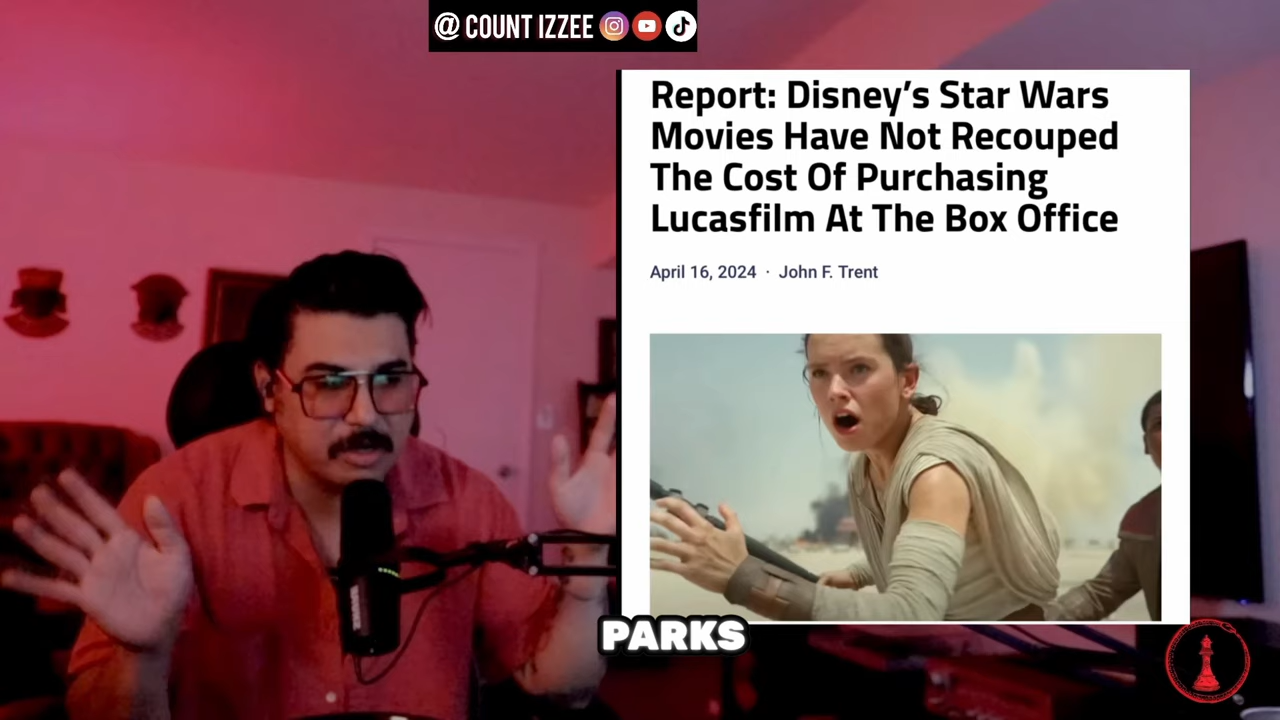 @ COUNT IZZEE
Report: Disney's Star Wars
Movies Have Not Recouped
The Cost Of Purchasing
Lucasfilm At The Box Office
April 16, 2024 · John F. Trent
PARKS